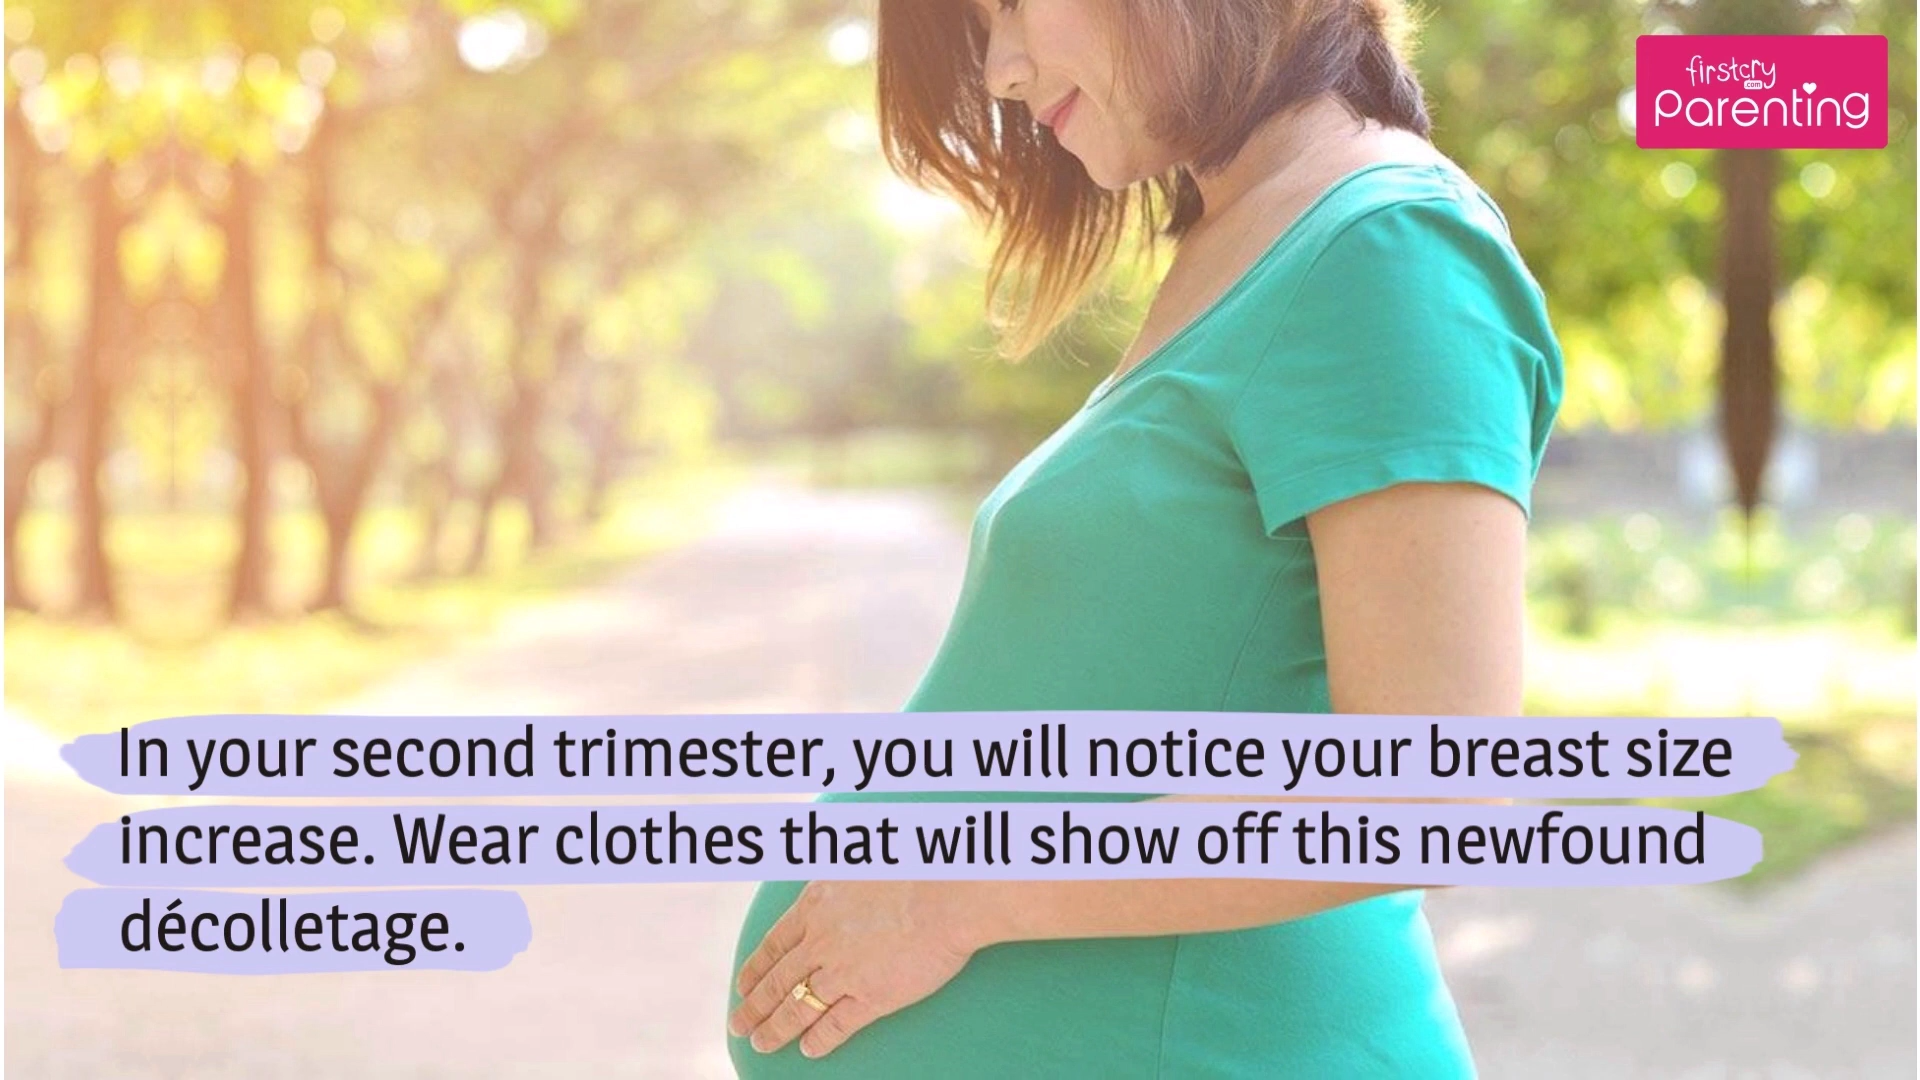 firstcry
.com
Parenting
In your second trimester, you will notice your breast size
increase. Wear clothes that will show off this newfound
décolletage.